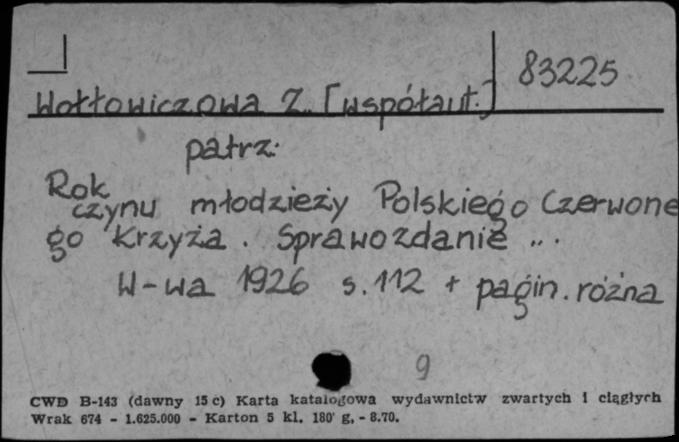 83225
Wołłowiczowa Z. [współaut.]
patrz:
Rok
czynu młodzieży Polskiego Czerwone
go Krzyża. Sprawozdanie ...
W-wa 1926 s. 112 + pagin. różna
9
CWD B-143 (dawny 15 c) Karta katalogowa wydawnictw zwartych i ciągłych
Wrak 674 - 1.625.000 - Karton 5 kl. 180 g. - 8.70.